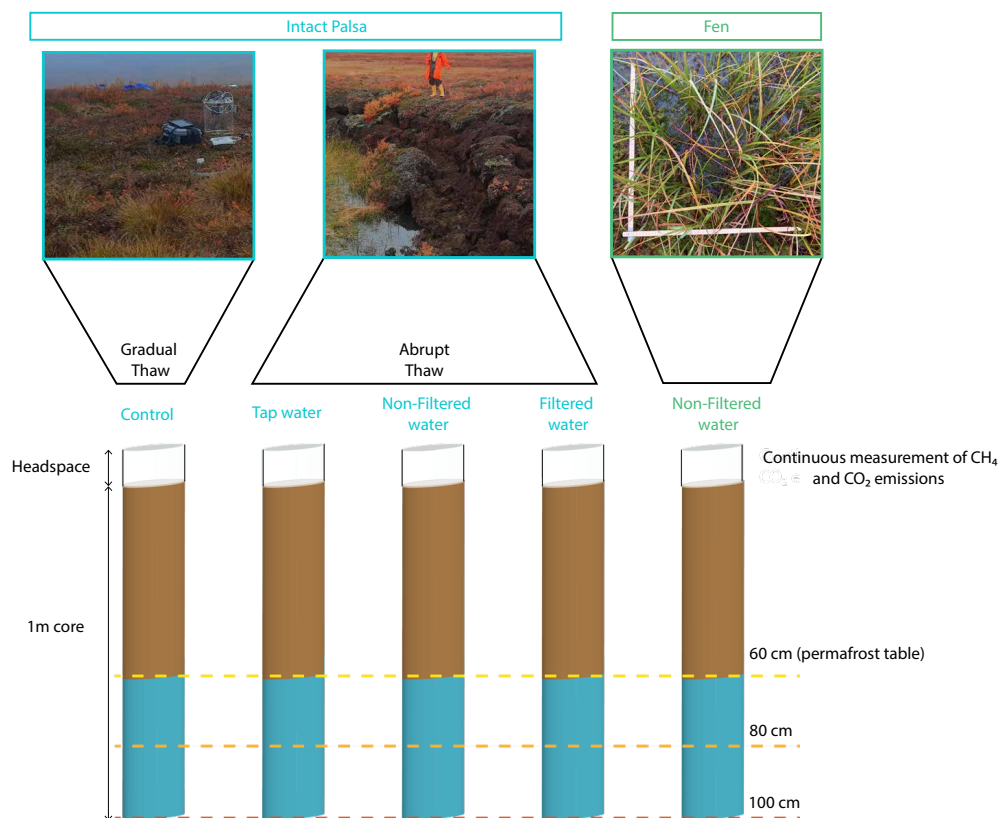 Intact Palsa
Fen
Gradual
Thaw
Abrupt
Thaw
Control
Tap water
Non-Filtered
water
Filtered
water
Non-Filtered
water
Headspace
Continuous measurement of CH₄
and CO₂ emissions
1m core
60 cm (permafrost table)
80 cm
100 cm